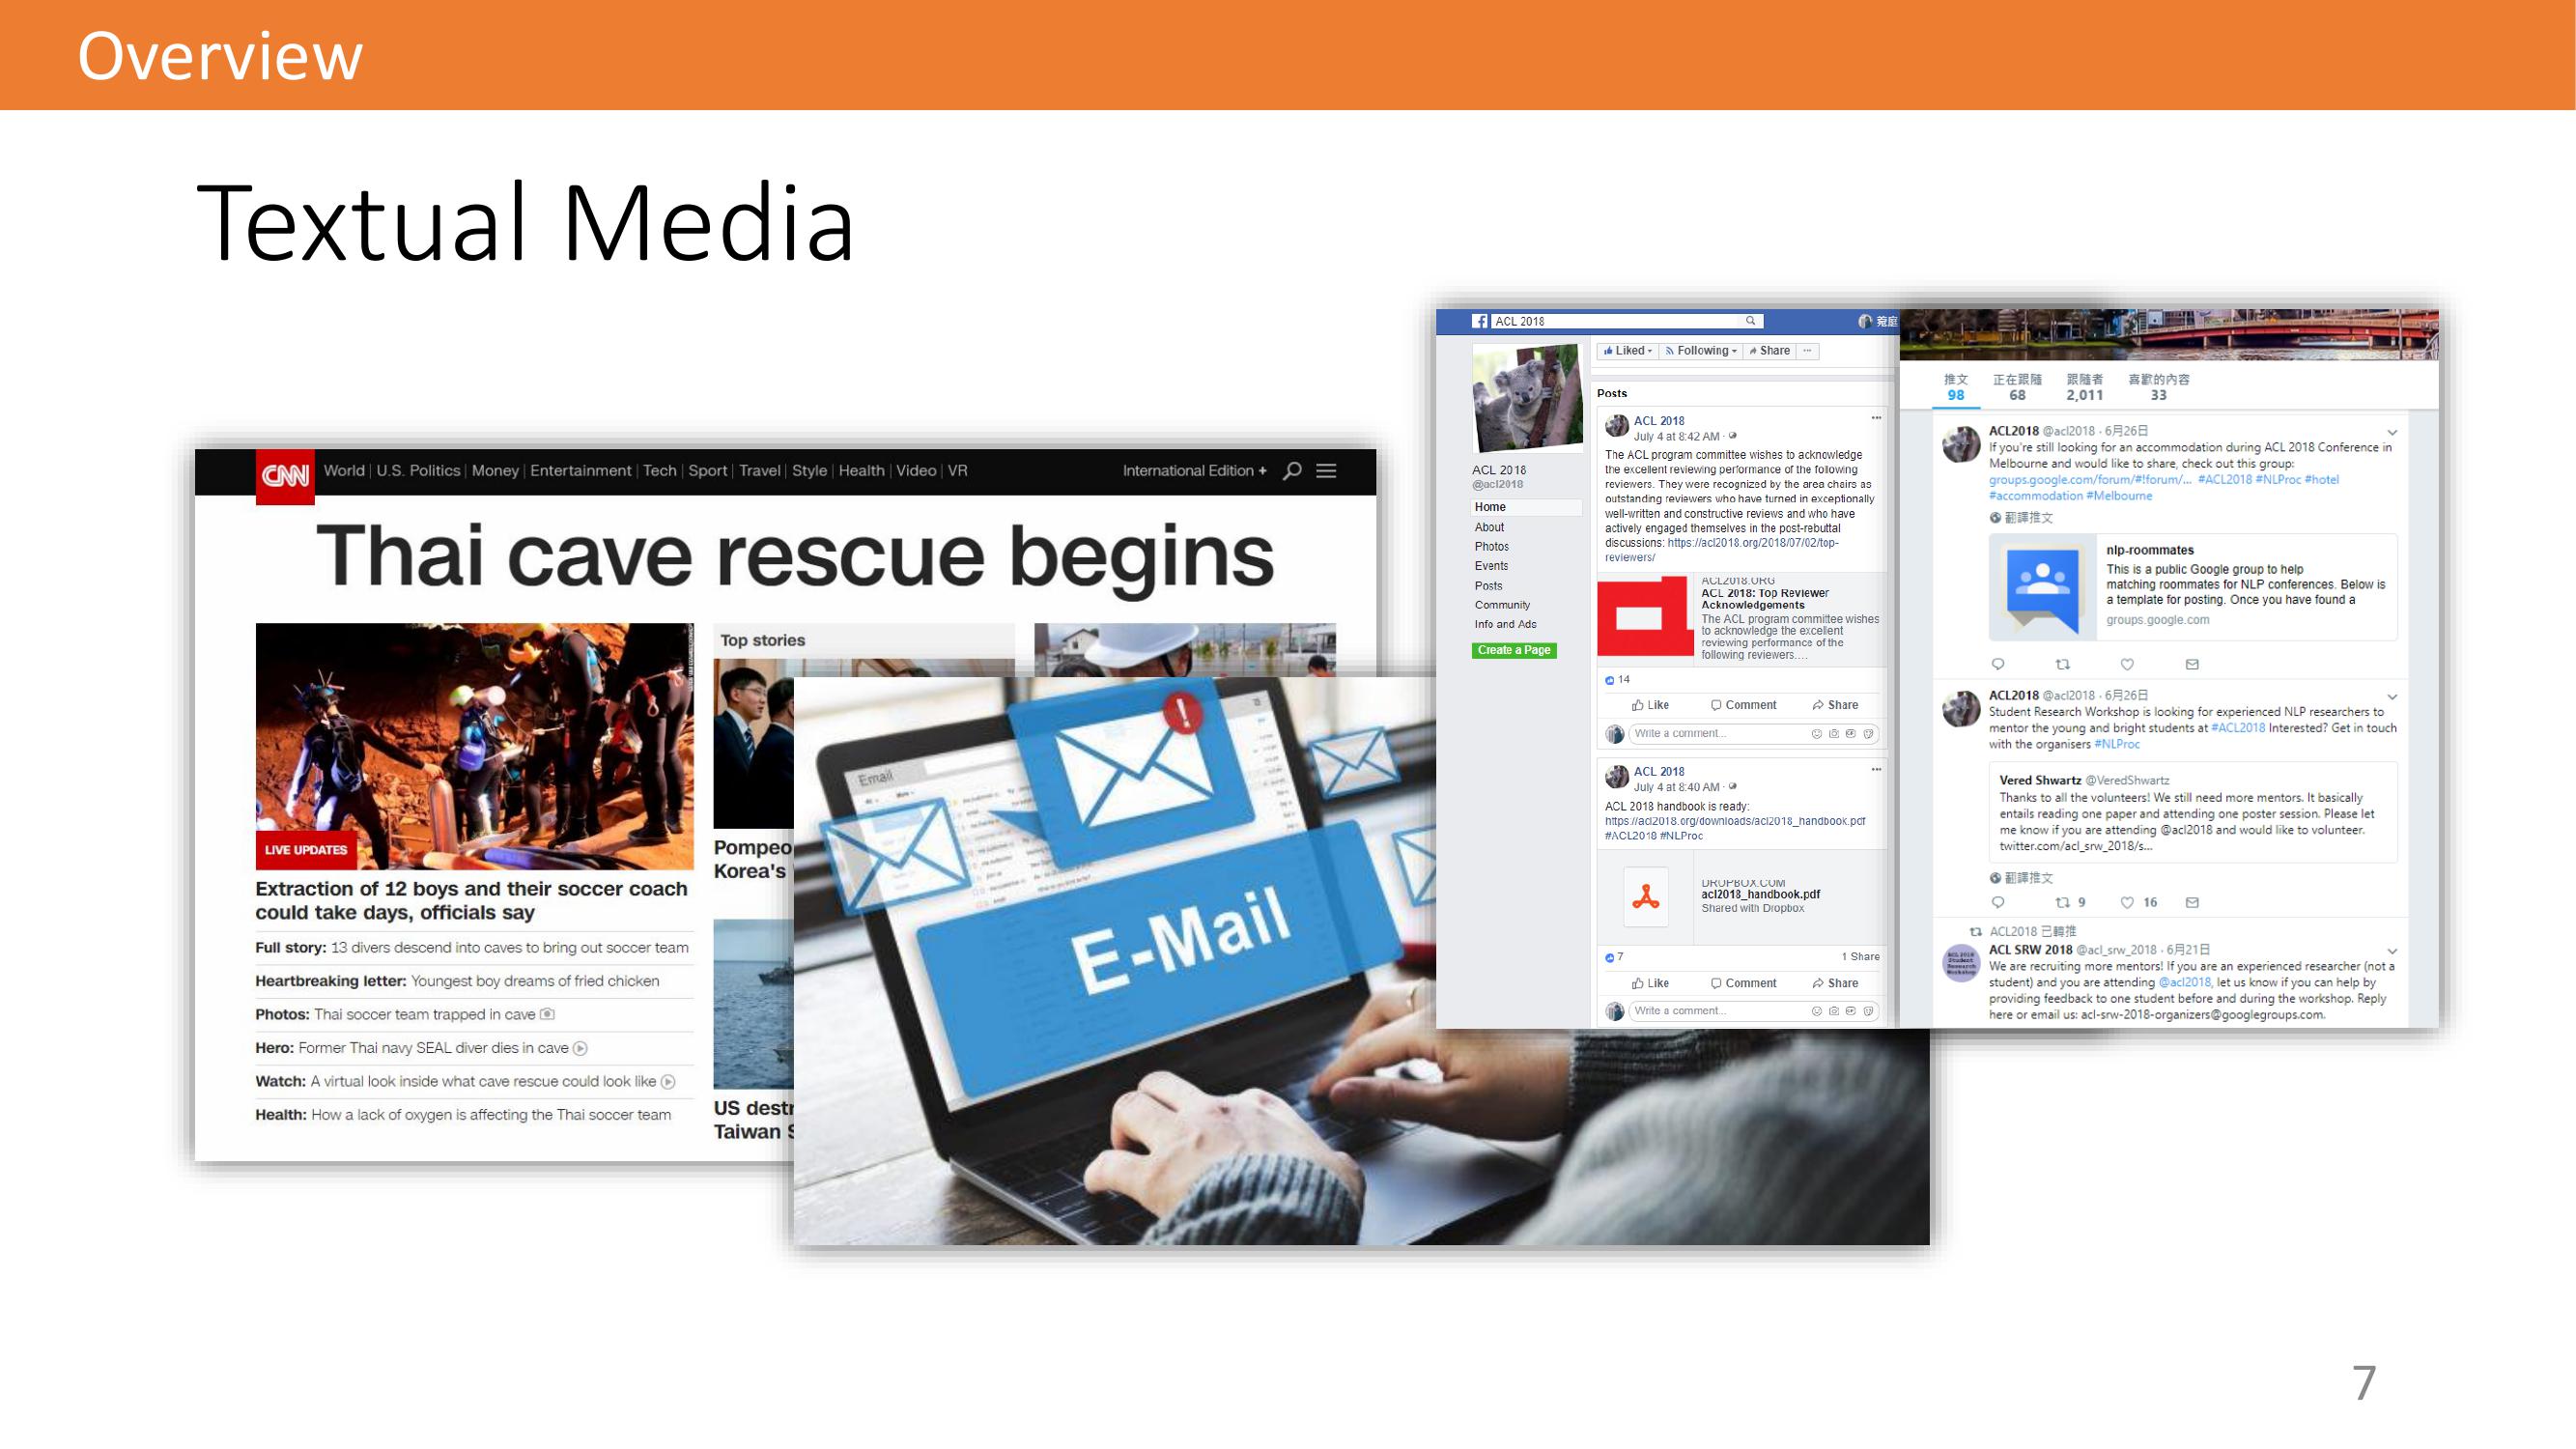 Overview
Textual Media
CNN World | U.S. Politics | Money | Entertainment | Tech | Sport | Travel | Style | Health | Video | VR International Edition +
Thai cave rescue begins
LIVE UPDATES
Extraction of 12 boys and their soccer coach
could take days, officials say
Full story: 13 divers descend into caves to bring out soccer team
Heartbreaking letter: Youngest boy dreams of fried chicken
Photos: Thai soccer team trapped in cave
Hero: Former Thai navy SEAL diver dies in cave
Watch: A virtual look inside what cave rescue could look like
Health: How a lack of oxygen is affecting the Thai soccer team
Top stories
Pompeo
Korea's
US destr
Taiwan S
Email
E-Mail
ACL 2018
ACL 2018
@acl2018
Home
About
Photos
Events
Posts
Community
Info and Ads
Create a Page
Liked Following Share
Posts
ACL 2018
July 4 at 8:42 AM
The ACL program committee wishes to acknowledge
the excellent reviewing performance of the following
reviewers. They were recognized by the area chairs as
outstanding reviewers who have turned in exceptionally
well-written and constructive reviews and who have
actively engaged themselves in the post-rebuttal
discussions: https://acl2018.org/2018/07/02/top-
reviewers/
ACL2018.ORG
ACL 2018: Top Reviewer
Acknowledgements
The ACL program committee wishes
to acknowledge the excellent
reviewing performance of the
following reviewers....
14
Like Comment Share
Write a comment...
ACL 2018
July 4 at 8:40 AM
ACL 2018 handbook is ready:
https://acl2018.org/downloads/acl2018_handbook.pdf
#ACL2018 #NLProc
DROPBOX.COM
acl2018_handbook.pdf
Shared with Dropbox
7 1 Share
Like Comment Share
Write a comment...
推文 正在跟隨 跟隨者 喜歡的內容
98 68 2,011 33
ACL2018 @acl2018 · 6月26日
If you're still looking for an accommodation during ACL 2018 Conference in
Melbourne and would like to share, check out this group:
groups.google.com/forum/#!forum/... #ACL2018 #NLProc #hotel
#accommodation #Melbourne
翻譯推文
nlp-roommates
This is a public Google group to help
matching roommates for NLP conferences. Below is
a template for posting. Once you have found a
groups.google.com
ACL2018 @acl2018 · 6月26日
Student Research Workshop is looking for experienced NLP researchers to
mentor the young and bright students at #ACL2018 Interested? Get in touch
with the organisers #NLProc
Vered Shwartz @VeredShwartz
Thanks to all the volunteers! We still need more mentors. It basically
entails reading one paper and attending one poster session. Please let
me know if you are attending @acl2018 and would like to volunteer.
twitter.com/acl_srw_2018/s...
翻譯推文
9 16
ACL2018 已轉推
ACL SRW 2018 @acl_srw_2018 · 6月21日
We are recruiting more mentors! If you are an experienced researcher (not a
student) and you are attending @acl2018, let us know if you can help by
providing feedback to one student before and during the workshop. Reply
here or email us: acl-srw-2018-organizers@googlegroups.com.
7